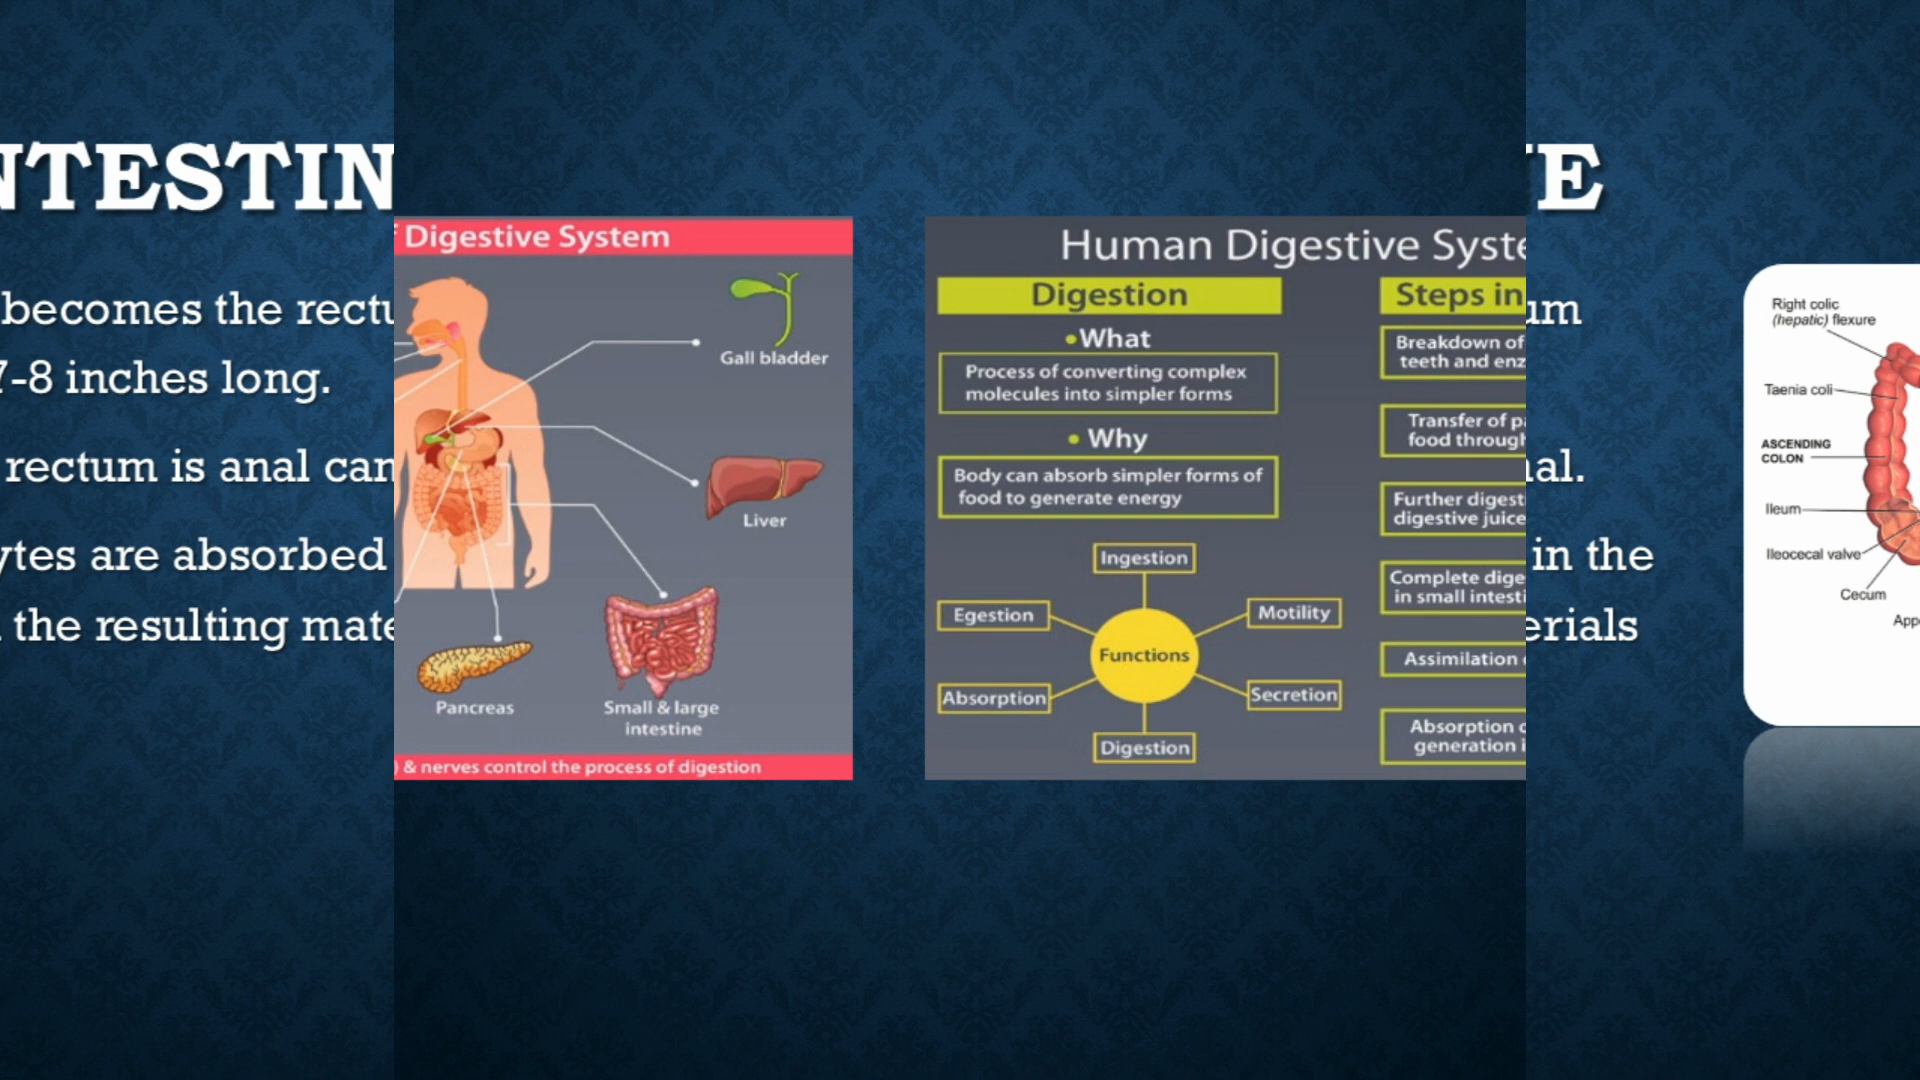 NTESTIN
becomes the rectu
7-8 inches long.
rectum is anal can
ytes are absorbed
the resulting mate
Digestive System
Gall bladder
Liver
Pancreas
Small & large
intestine
) & nerves control the process of digestion
Human Digestive Syste
Digestion
•What
Process of converting complex
molecules into simpler forms
• Why
Body can absorb simpler forms of
food to generate energy
Ingestion
Egestion
Motility
Functions
Absorption
Secretion
Digestion
Steps in
Breakdown of
teeth and enz
Transfer of pa
food through
Further digest
digestive juice
Complete dige
in small intesti
Assimilation
Absorption
generation i
E
um
nal.
in the
erials
Right colic
(hepatic) flexure
Taenia coli
ASCENDING
COLON
Ileum
Ileocecal valve
Cecum
Appe